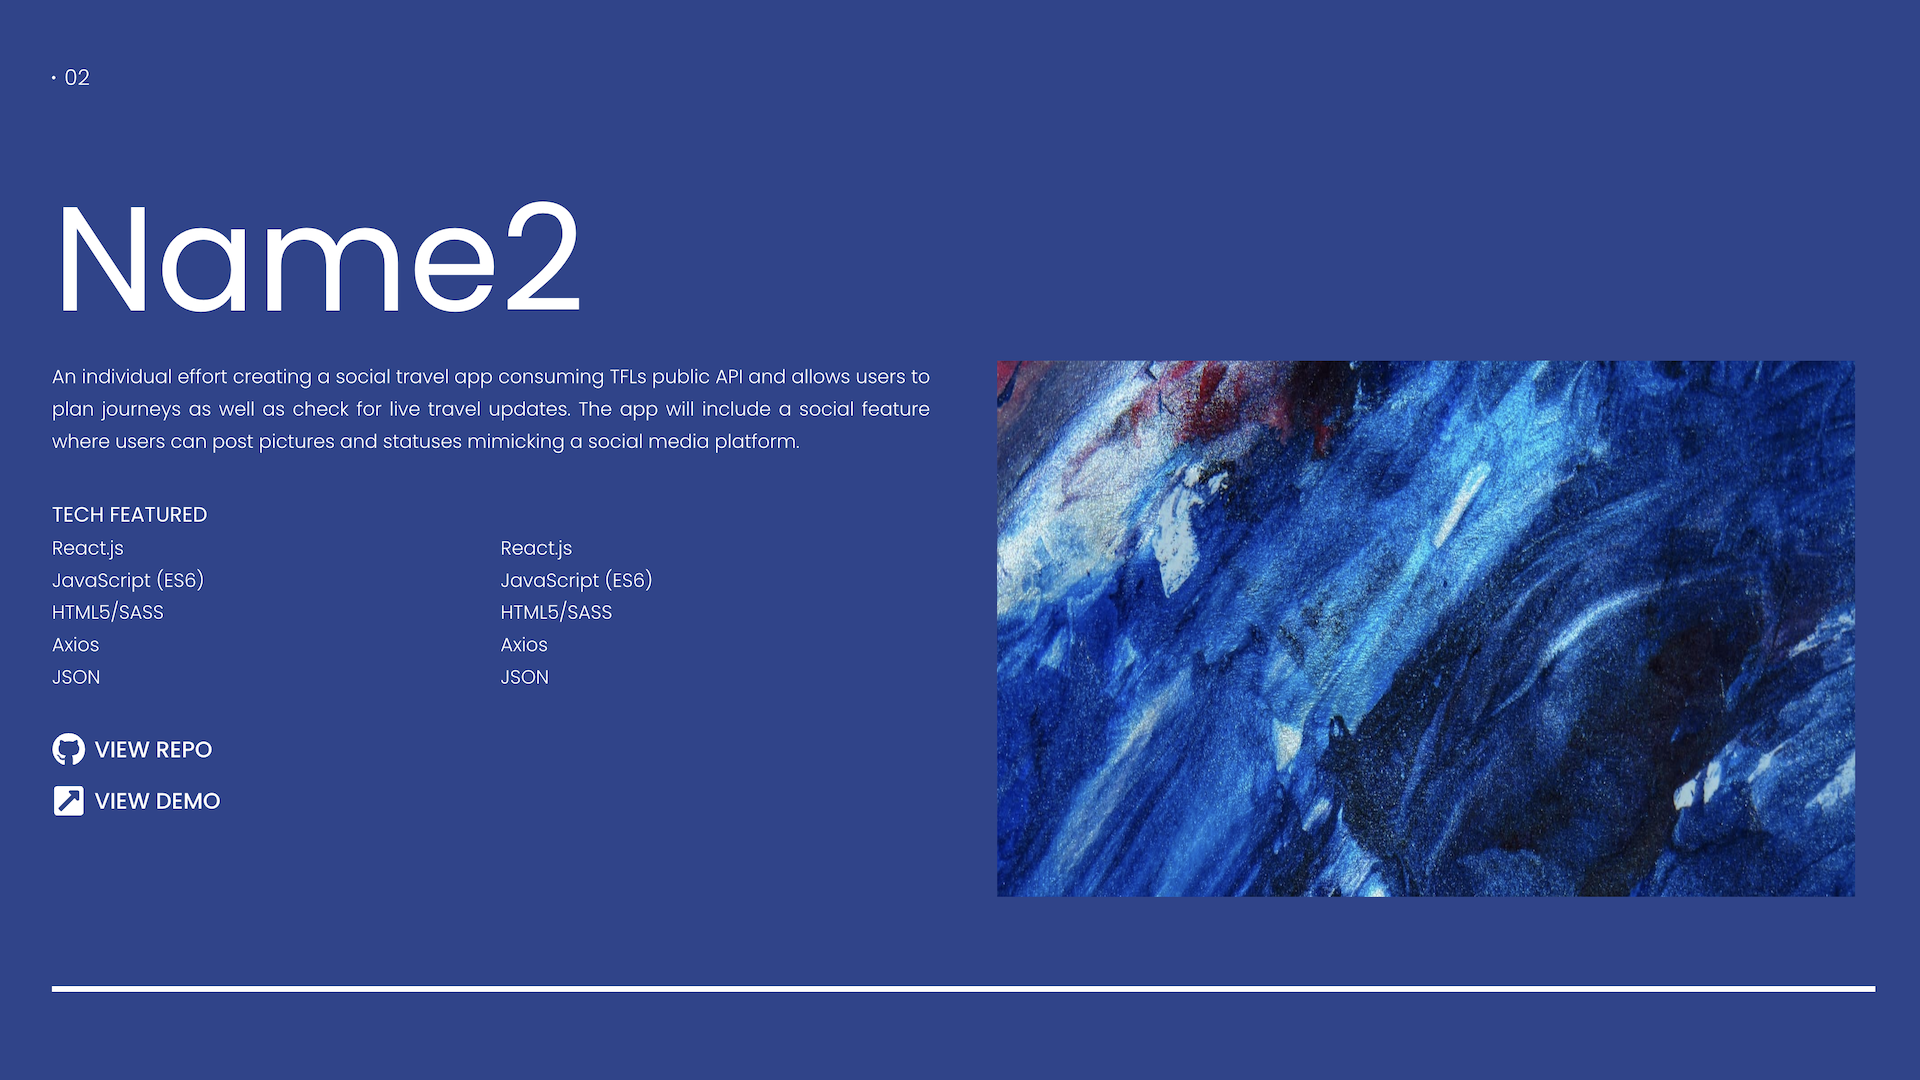 • 02
Name2
An individual effort creating a social travel app consuming TFLs public API and allows users to
plan journeys as well as check for live travel updates. The app will include a social feature
where users can post pictures and statuses mimicking a social media platform.
TECH FEATURED
React.js
JavaScript (ES6)
HTML5/SASS
Axios
JSON
React.js
JavaScript (ES6)
HTML5/SASS
Axios
JSON
VIEW REPO
VIEW DEMO